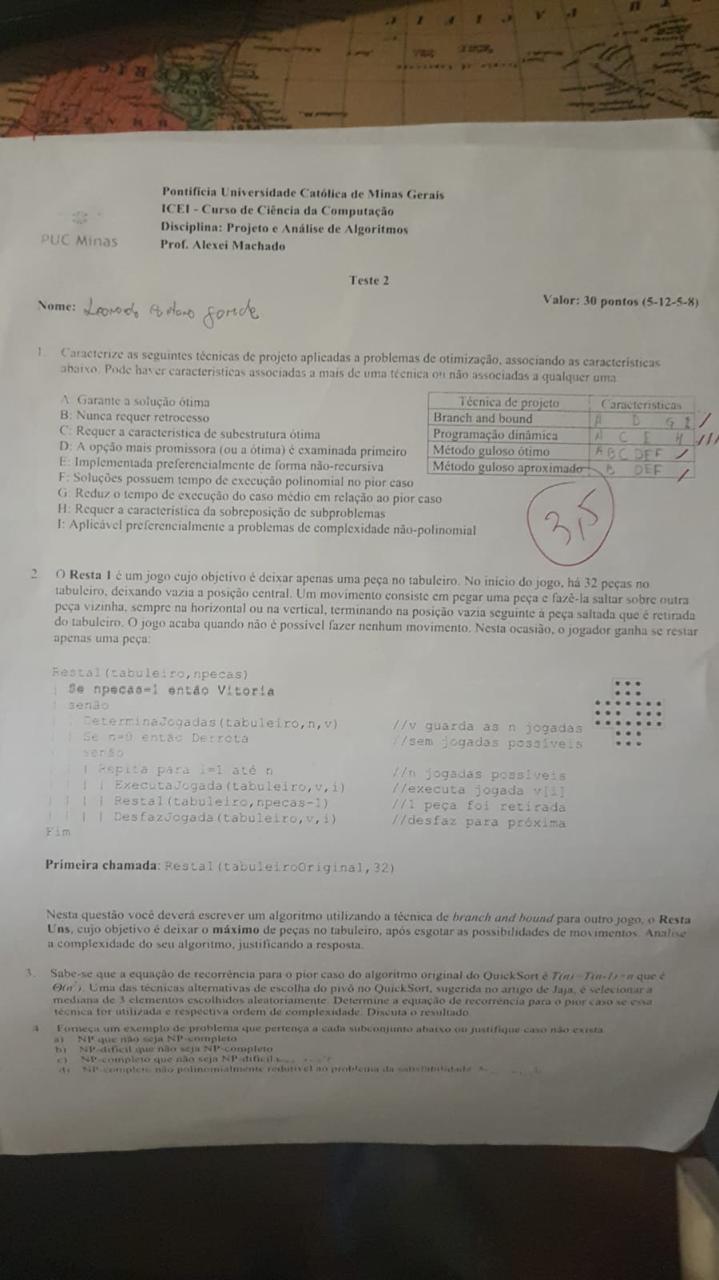 Pontifícia Universidade Católica de Minas Gerais
ICEI - Curso de Ciência da Computação
Disciplina: Projeto e Análise de Algoritmos
Prof. Alexei Machado
PUC Minas
Teste 2
Nome:
Valor: 30 pontos (5-12-5-8)
1. Caracterize as seguintes técnicas de projeto aplicadas a problemas de otimização, associando as características
abaixo. Pode haver características associadas a mais de uma técnica ou não associadas a qualquer uma
A: Garante a solução ótima
B: Nunca requer retrocesso
C: Requer a característica de subestrutura ótima
D: A opção mais promissora (ou a ótima) é examinada primeiro
E: Implementada preferencialmente de forma não-recursiva
F: Soluções possuem tempo de execução polinomial no pior caso
G: Reduz o tempo de execução do caso médio em relação ao pior caso
H: Requer a característica da sobreposição de subproblemas
I: Aplicável preferencialmente a problemas de complexidade não-polinomial
Técnica de projeto Características
Branch and bound A D G I
Programação dinâmica A C E H
Método guloso ótimo A B C D E F
Método guloso aproximado B D E F
3,5
2 O Resta 1 é um jogo cujo objetivo é deixar apenas uma peça no tabuleiro. No início do jogo, há 32 peças no
tabuleiro, deixando vazia a posição central. Um movimento consiste em pegar uma peça e fazê-la saltar sobre outra
peça vizinha, sempre na horizontal ou na vertical, terminando na posição vazia seguinte à peça saltada que é retirada
do tabuleiro. O jogo acaba quando não é possível fazer nenhum movimento. Nesta ocasião, o jogador ganha se restar
apenas uma peça:
Resta1(tabuleiro,npecas)
| Se npecas=1 então Vitoria
| senão
| | DeterminaJogadas(tabuleiro,n,v) //v guarda as n jogadas
| | Se n=0 então Derrota //sem jogadas possíveis
| | senão
| | | Repita para i=1 até n //n jogadas possíveis
| | | | ExecutaJogada(tabuleiro,v,i) //executa jogada v[i]
| | | | Resta1(tabuleiro,npecas-1) //1 peça foi retirada
| | | | DesfazJogada(tabuleiro,v,i) //desfaz para próxima
Fim
Primeira chamada: Resta1(tabuleiroOriginal,32)
Nesta questão você deverá escrever um algoritmo utilizando a técnica de branch and bound para outro jogo, o Resta
Uns, cujo objetivo é deixar o máximo de peças no tabuleiro, após esgotar as possibilidades de movimentos. Analise
a complexidade do seu algoritmo, justificando a resposta.
3. Sabe-se que a equação de recorrência para o pior caso do algoritmo original do QuickSort é T(n)=T(n-1)+n que é
Θ(n²). Uma das técnicas alternativas de escolha do pivô no QuickSort, sugerida no artigo de Jaja, é selecionar a
mediana de 3 elementos escolhidos aleatoriamente. Determine a equação de recorrência para o pior caso se essa
técnica for utilizada e respectiva ordem de complexidade. Discuta o resultado.
4 Forneça um exemplo de problema que pertença a cada subconjunto abaixo ou justifique caso não exista
a) NP que não seja NP-completo
b) NP-difícil que não seja NP-completo
c) NP-completo que não seja NP-difícil
d) NP-completo não polinomialmente redutível ao problema da satisfatibilidade